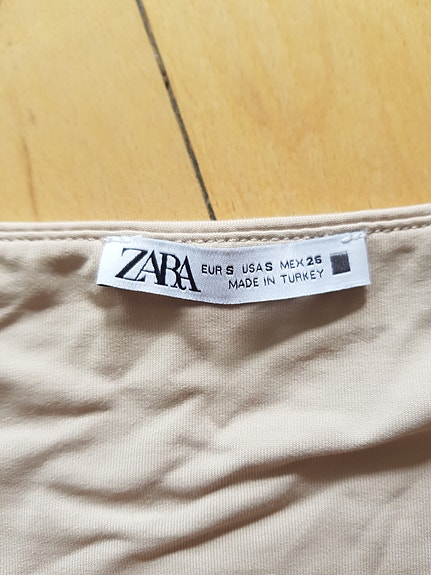 ZARA
EUR S USA S MEX 26
MADE IN TURKEY